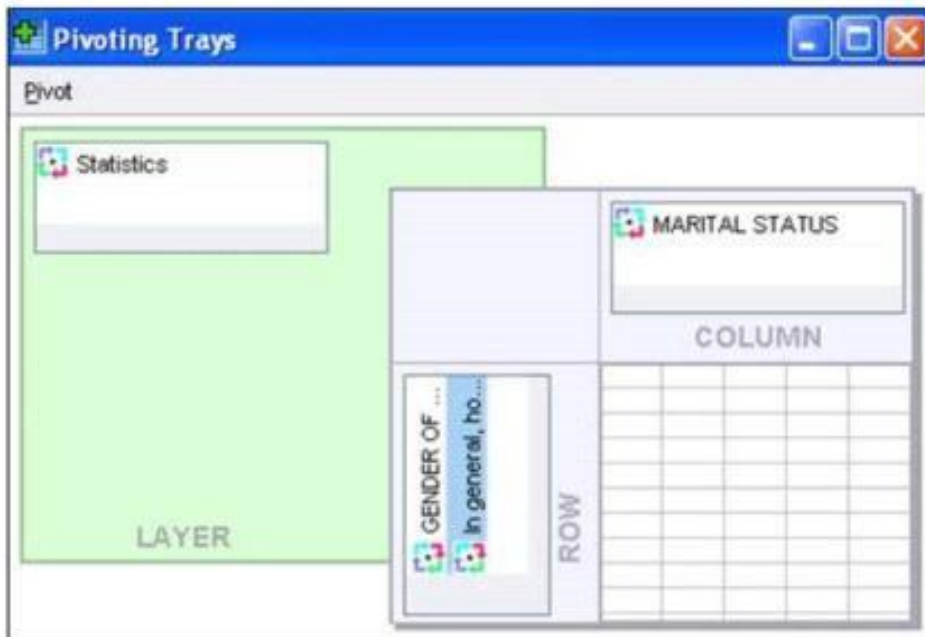 Pivoting Trays
Pivot
Statistics
MARITAL STATUS
COLUMN
GENDER OF ...
In general, ho...
ROW
LAYER